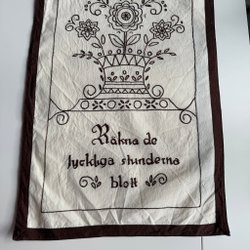 Räkna de
lyckliga stunderna
blott